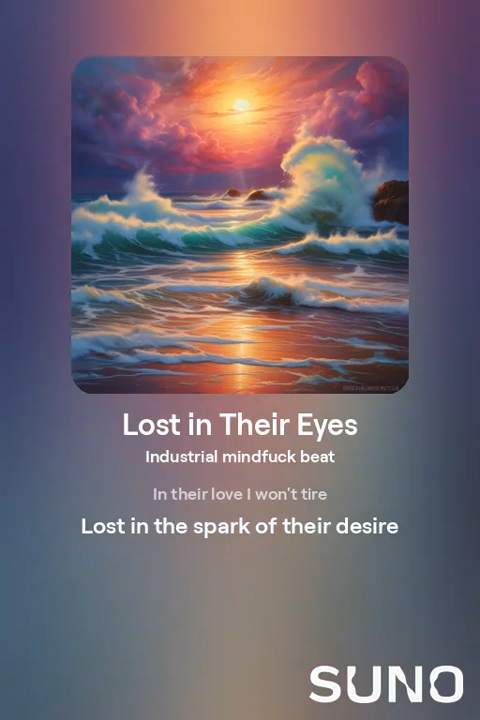 Lost in Their Eyes
Industrial mindfuck beat
In their love I won't tire
Lost in the spark of their desire
SUNO